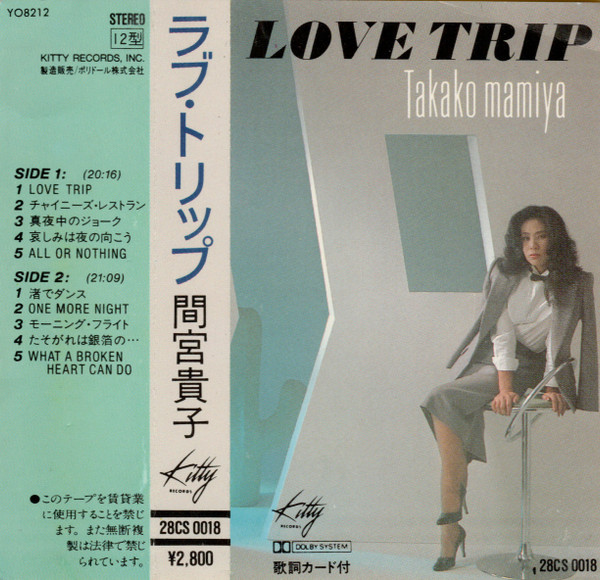 YO8212
STEREO
12型
KITTY RECORDS, INC.
製造販売/ポリドール株式会社
SIDE 1: (20:16)
1 LOVE TRIP
2 チャイニーズ・レストラン
3 真夜中のジョーク
4 哀しみは夜の向こう
5 ALL OR NOTHING
SIDE 2: (21:09)
1 渚でダンス
2 ONE MORE NIGHT
3 モーニング・フライト
4 たそがれは銀箔の…
5 WHAT A BROKEN
HEART CAN DO
●このテープを賃貸業
に使用することを禁じ
ます。また無断複
製は法律で禁じ
られています。
ラブ・トリップ
間宮貴子
Kitty
RECORDS
28CS 0018
¥2,800
LOVE TRIP
Takako mamiya
Kitty
RECORDS
DOLBY SYSTEM
歌詞カード付
28CS 0018